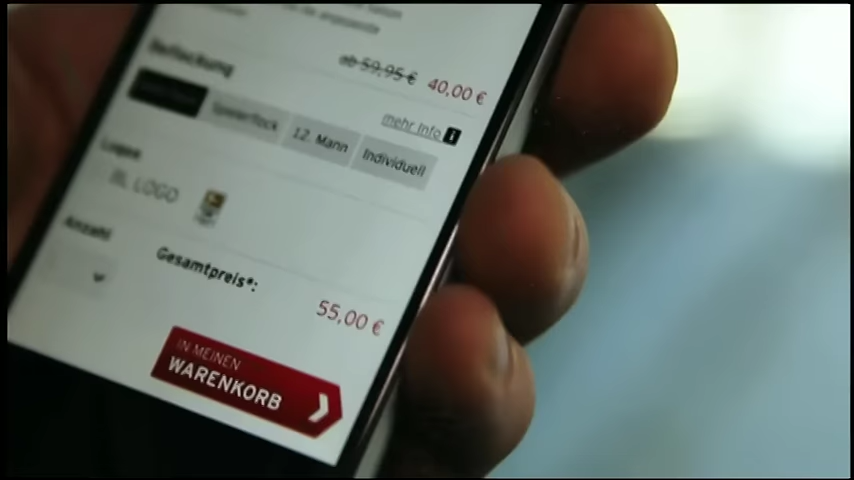 Beflockung
ab 59,95 € 40,00 €
Spielerflock 12. Mann Individuell
mehr Info i
Logos
BL LOGO
Anzahl
Gesamtpreis*:
55,00 €
IN MEINEN
WARENKORB